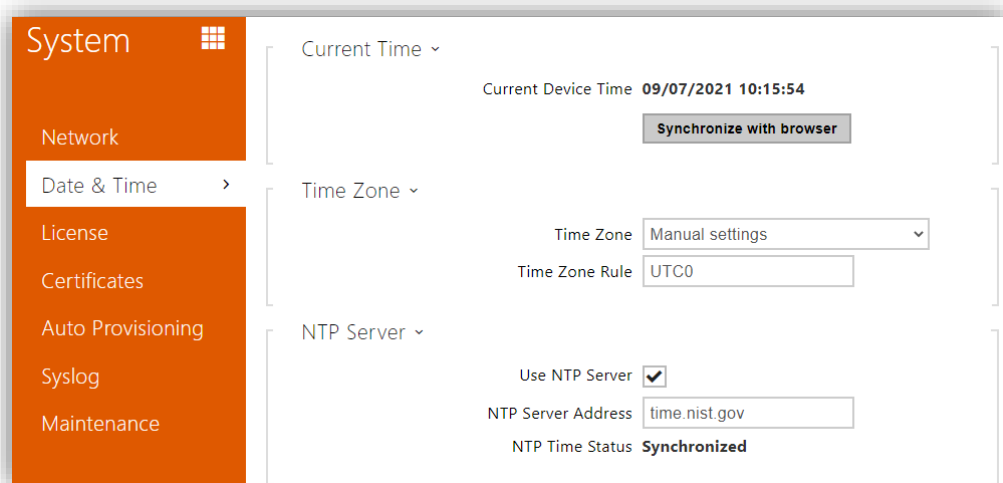 System
Network
Date & Time
License
Certificates
Auto Provisioning
Syslog
Maintenance
Current Time
Current Device Time 09/07/2021 10:15:54
Synchronize with browser
Time Zone
Time Zone Manual settings
Time Zone Rule UTC0
NTP Server
Use NTP Server
NTP Server Address time.nist.gov
NTP Time Status Synchronized